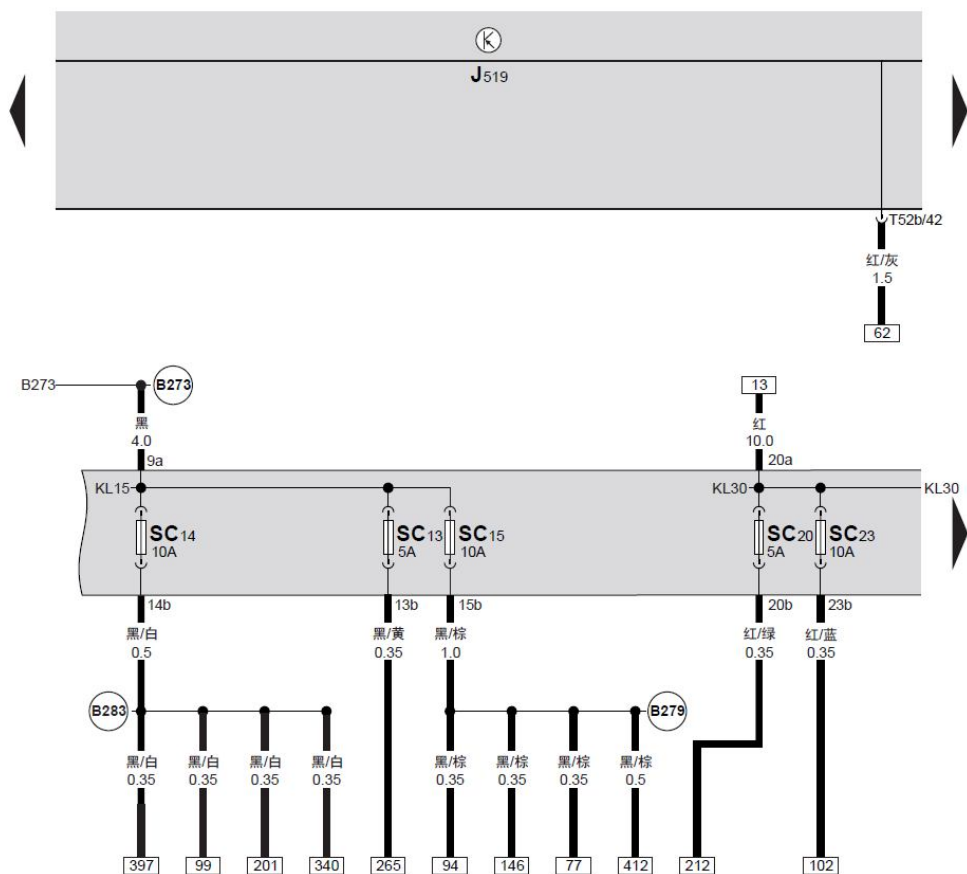 J519
T52b/42
红/灰
1.5
62
B273 B273 13
黑 红
4.0 10.0
9a 20a
KL15 KL30 KL30
SC14 SC13 SC15 SC20 SC23
10A 5A 10A 5A 10A
14b 13b 15b 20b 23b
黑/白 黑/黄 黑/棕 红/绿 红/蓝
0.5 0.35 1.0 0.35 0.35
B283 B279
黑/白 黑/白 黑/白 黑/白 黑/棕 黑/棕 黑/棕 黑/棕
0.35 0.35 0.35 0.35 0.35 0.35 0.35 0.5
397 99 201 340 265 94 146 77 412 212 102